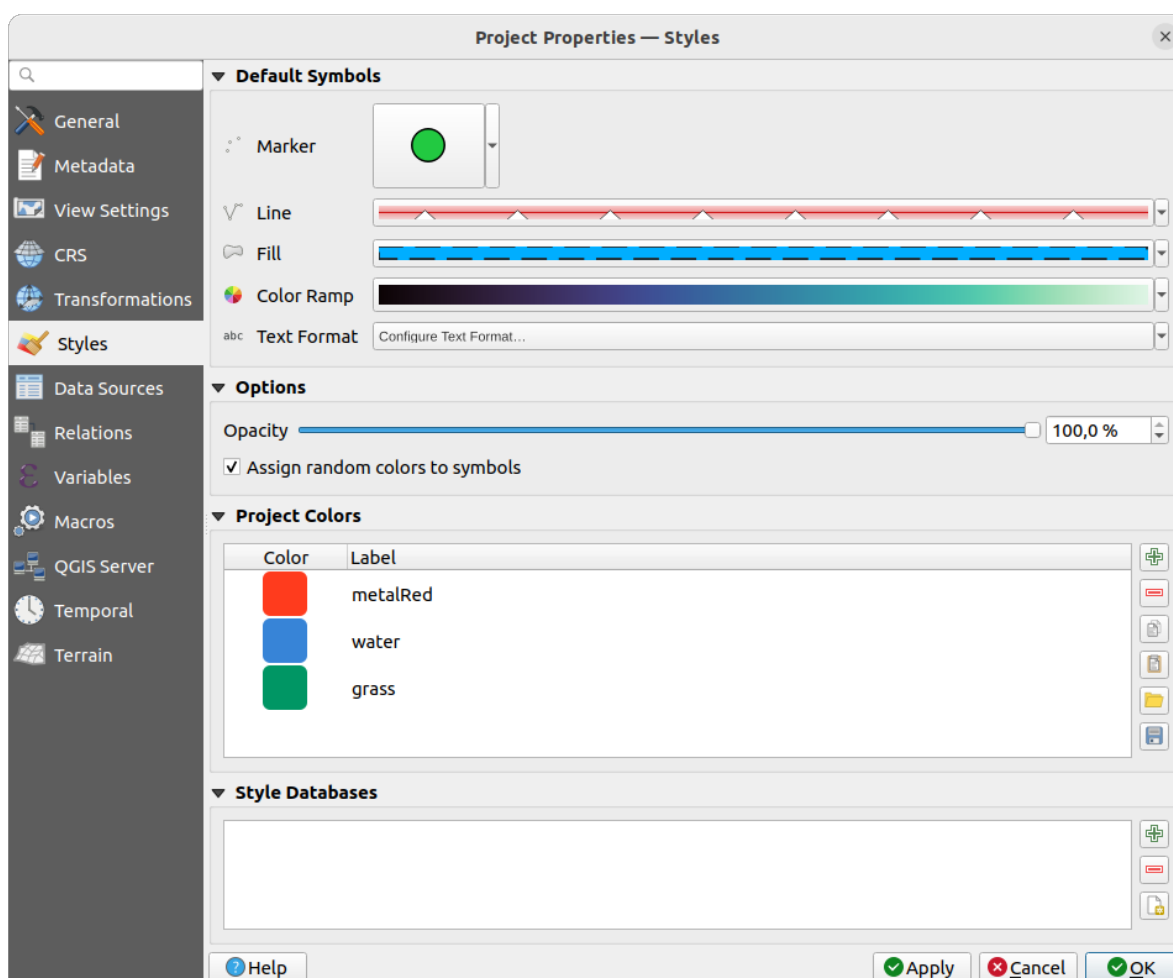 Project Properties — Styles
General
Metadata
View Settings
CRS
Transformations
Styles
Data Sources
Relations
Variables
Macros
QGIS Server
Temporal
Terrain
Default Symbols
Marker
Line
Fill
Color Ramp
abc Text Format Configure Text Format...
Options
Opacity 100,0 %
Assign random colors to symbols
Project Colors
Color Label
metalRed
water
grass
Style Databases
Help Apply Cancel OK